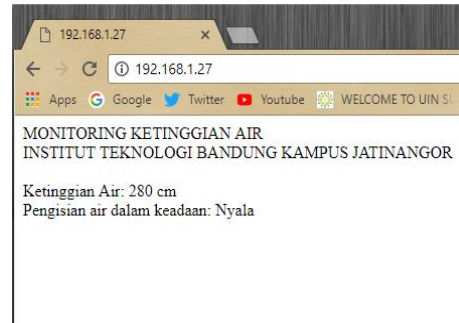 192.168.1.27
192.168.1.27
Apps Google Twitter Youtube WELCOME TO UIN
MONITORING KETINGGIAN AIR
INSTITUT TEKNOLOGI BANDUNG KAMPUS JATINANGOR
Ketinggian Air: 280 cm
Pengisian air dalam keadaan: Nyala